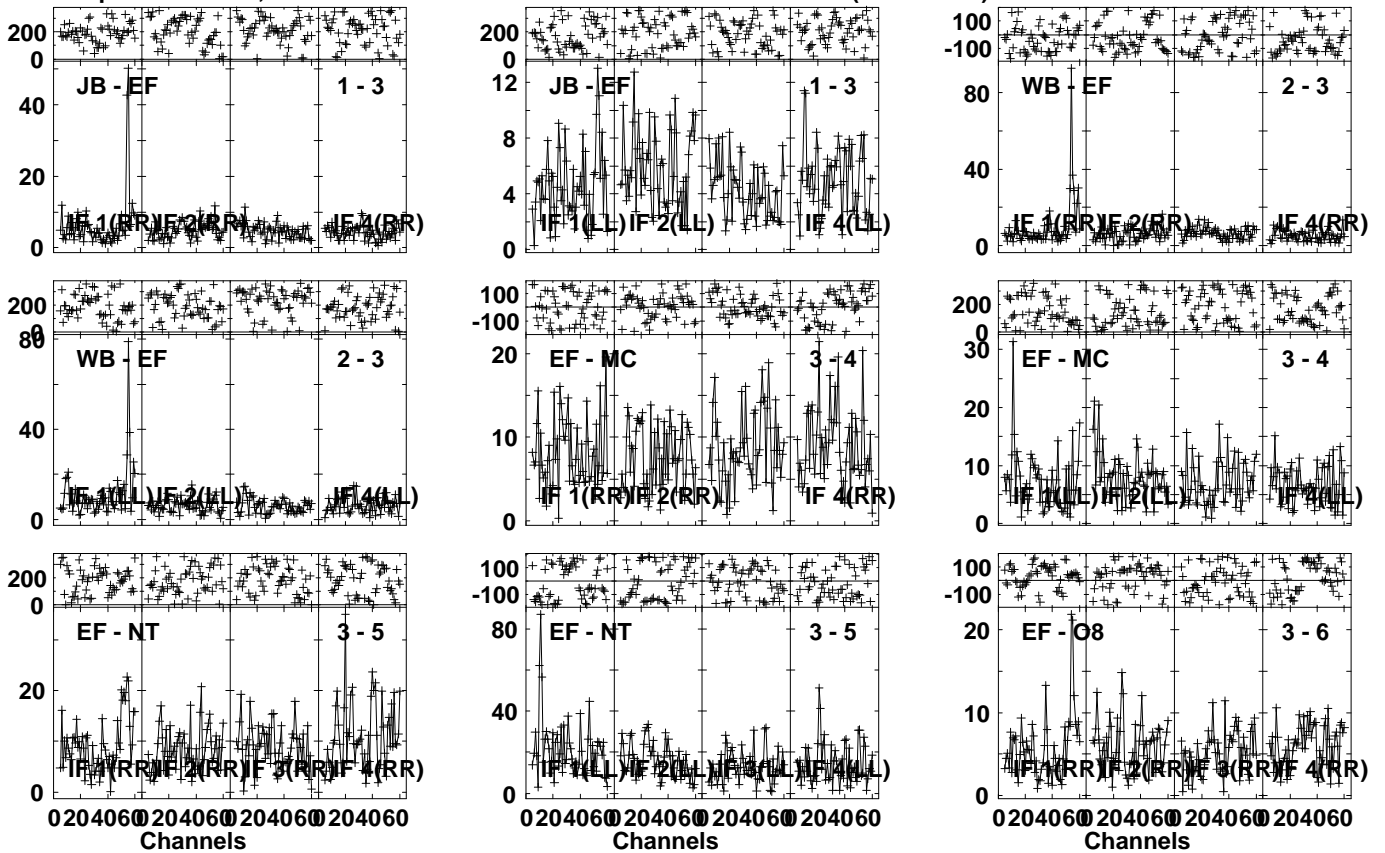 200
0
200
0
100
-100
JB - EF 1 - 3
40
20
0
IF 1(RR) IF 2(RR) IF 4(RR)
JB - EF 1 - 3
12
8
4
0
IF 1(LL) IF 2(LL) IF 4(LL)
WB - EF 2 - 3
80
40
0
IF 1(RR) IF 2(RR) IF 4(RR)
200
0
100
-100
200
0
WB - EF 2 - 3
80
40
0
IF 1(LL) IF 2(LL) IF 4(LL)
EF - MC 3 - 4
20
10
0
IF 1(RR) IF 2(RR) IF 4(RR)
EF - MC 3 - 4
30
20
10
0
IF 1(LL) IF 2(LL) IF 4(LL)
200
0
100
-100
100
-100
EF - NT 3 - 5
20
0
IF 1(RR) IF 2(RR) IF 3(RR) IF 4(RR)
EF - NT 3 - 5
80
40
0
IF 1(LL) IF 2(LL) IF 3(LL) IF 4(LL)
EF - O8 3 - 6
20
10
0
IF 1(RR) IF 2(RR) IF 3(RR) IF 4(RR)
0 20 40 60 0 20 40 60 0 20 40 60 0 20 40 60
0 20 40 60 0 20 40 60 0 20 40 60 0 20 40 60
0 20 40 60 0 20 40 60 0 20 40 60 0 20 40 60
Channels Channels Channels